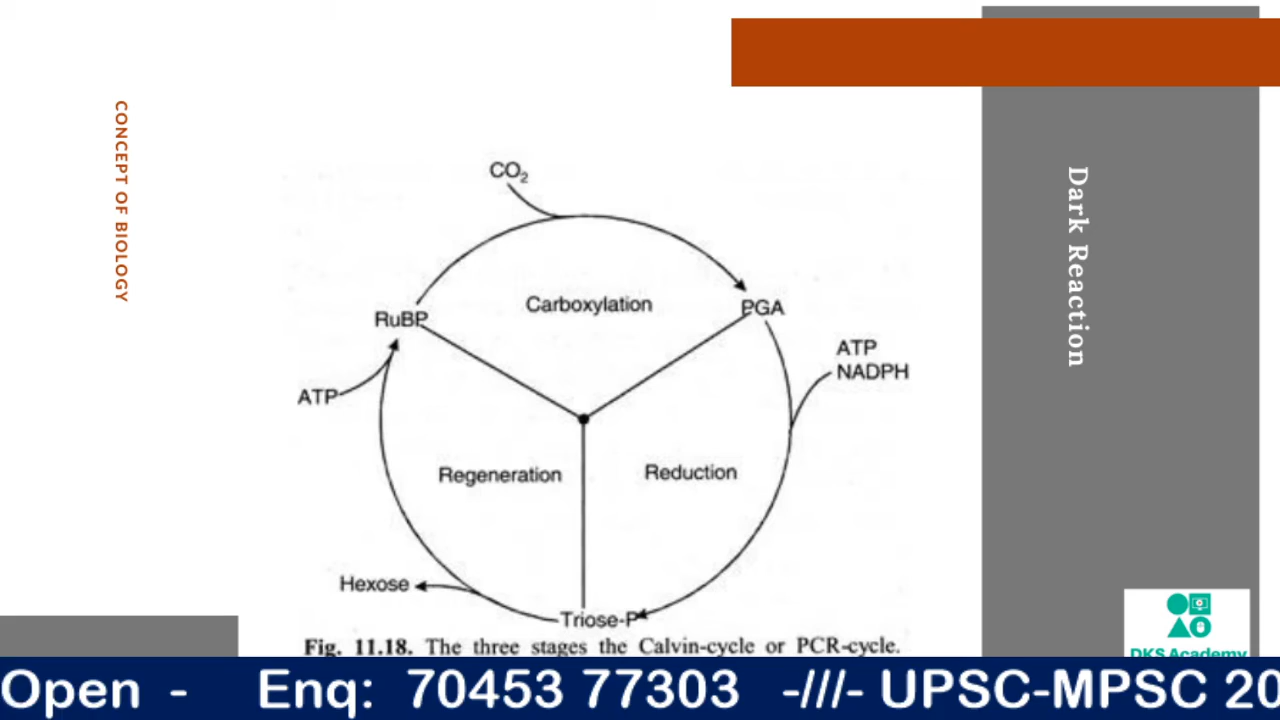 CONCEPT OF BIOLOGY
Dark Reaction
CO₂
Carboxylation
RuBP
PGA
ATP
NADPH
ATP
Regeneration
Reduction
Hexose
Triose-P
Fig. 11.18. The three stages the Calvin-cycle or PCR-cycle.
DKS Academy
Open - Enq: 70453 77303 -///- UPSC-MPSC 20